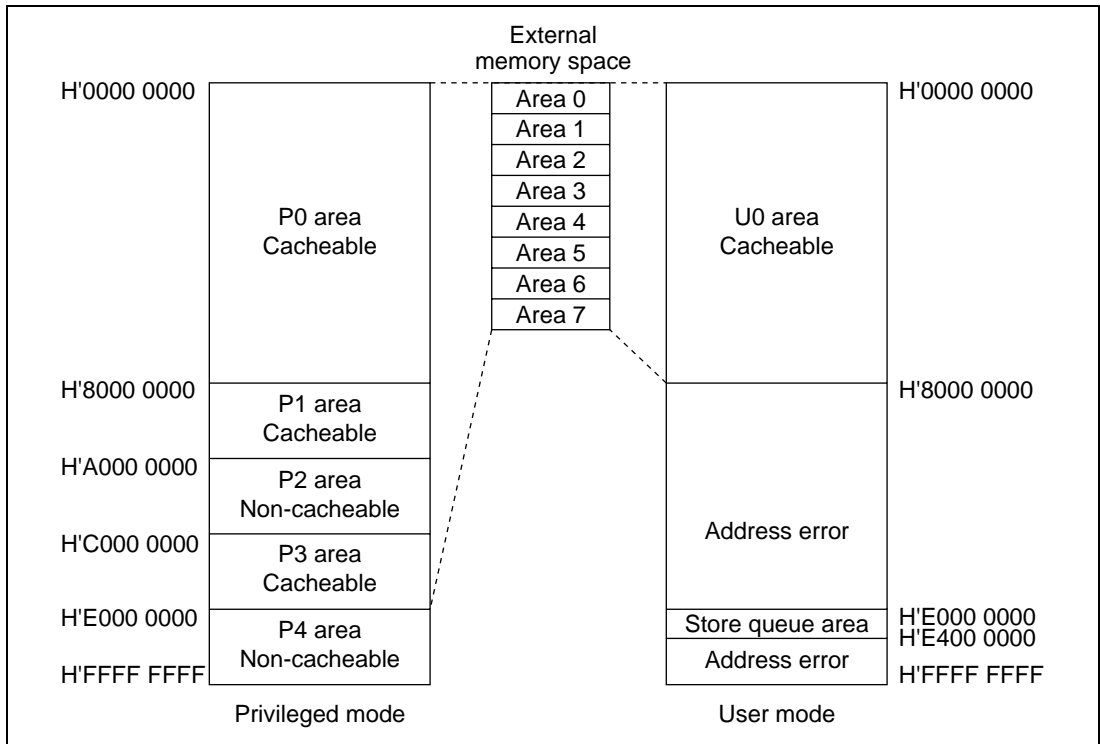 External
memory space
H'0000 0000
Area 0
H'0000 0000
Area 1
Area 2
Area 3
P0 area
Cacheable
Area 4
U0 area
Cacheable
Area 5
Area 6
Area 7
H'8000 0000
H'8000 0000
P1 area
Cacheable
H'A000 0000
P2 area
Non-cacheable
H'C000 0000
P3 area
Cacheable
Address error
H'E000 0000
P4 area
Non-cacheable
Store queue area
H'E000 0000
H'E400 0000
Address error
H'FFFF FFFF
H'FFFF FFFF
Privileged mode
User mode